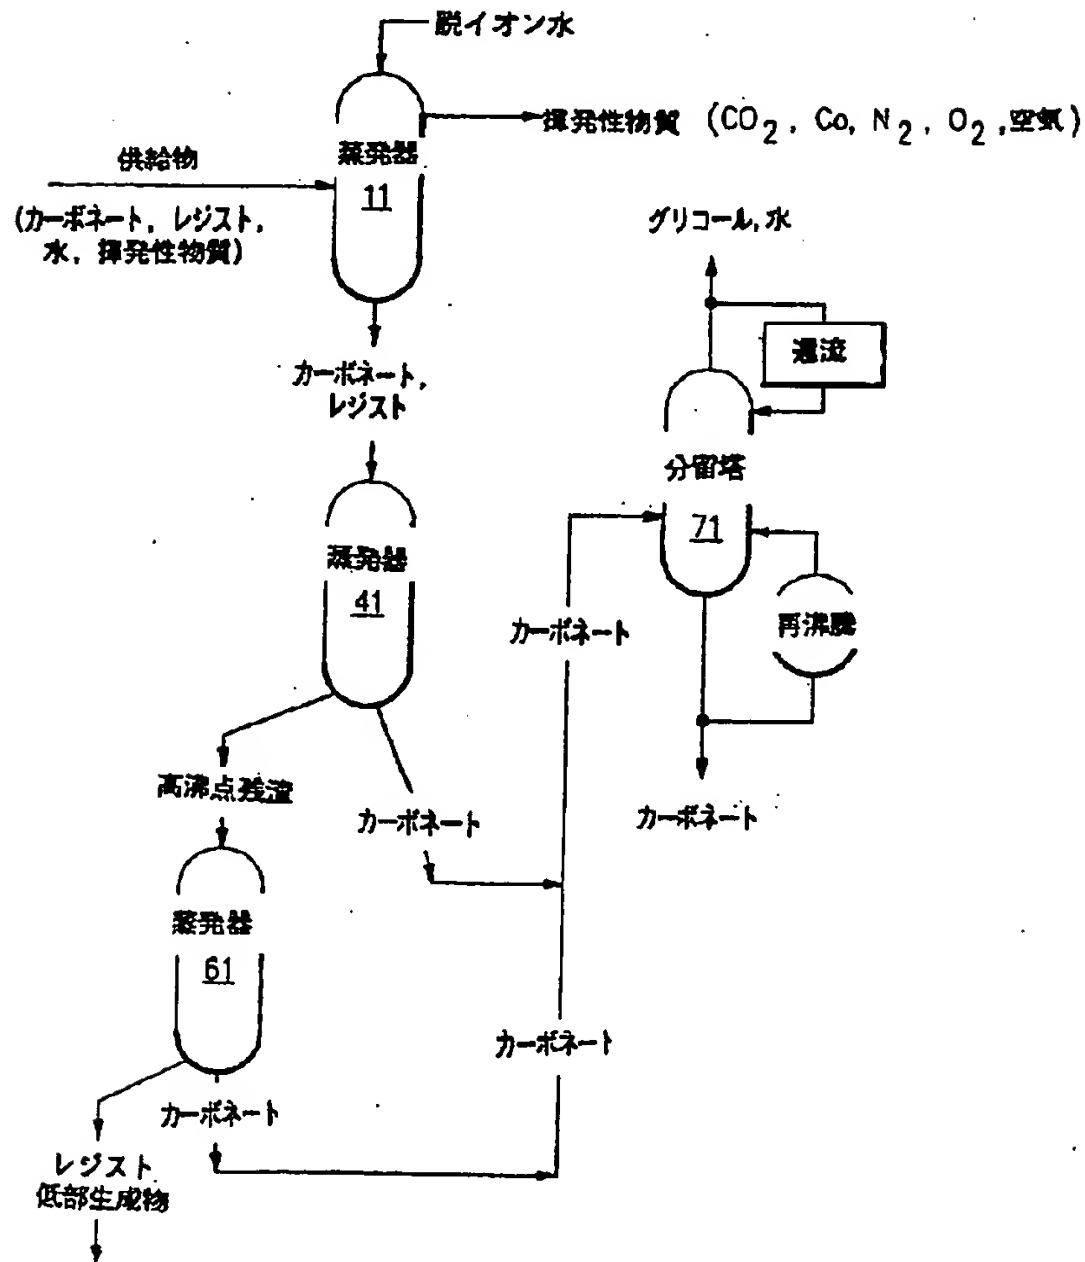 脱イオン水
揮発性物質 (CO2, Co, N2, O2, 空気)
供給物
(カーボネート, レジスト,
水, 揮発性物質)
蒸発器
11
カーボネート,
レジスト
グリコール, 水
還流
分留塔
71
再沸騰
カーボネート
蒸発器
41
カーボネート
高沸点残渣
カーボネート
蒸発器
61
カーボネート
カーボネート
レジスト
低部生成物